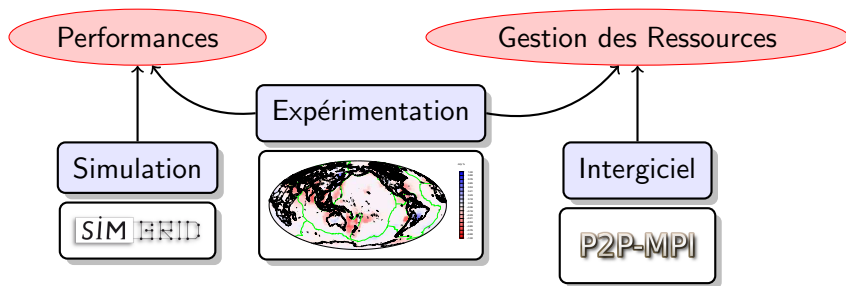 Performances
Gestion des Ressources
Expérimentation
Simulation
Intergiciel
SIMGRID
P2P-MPI